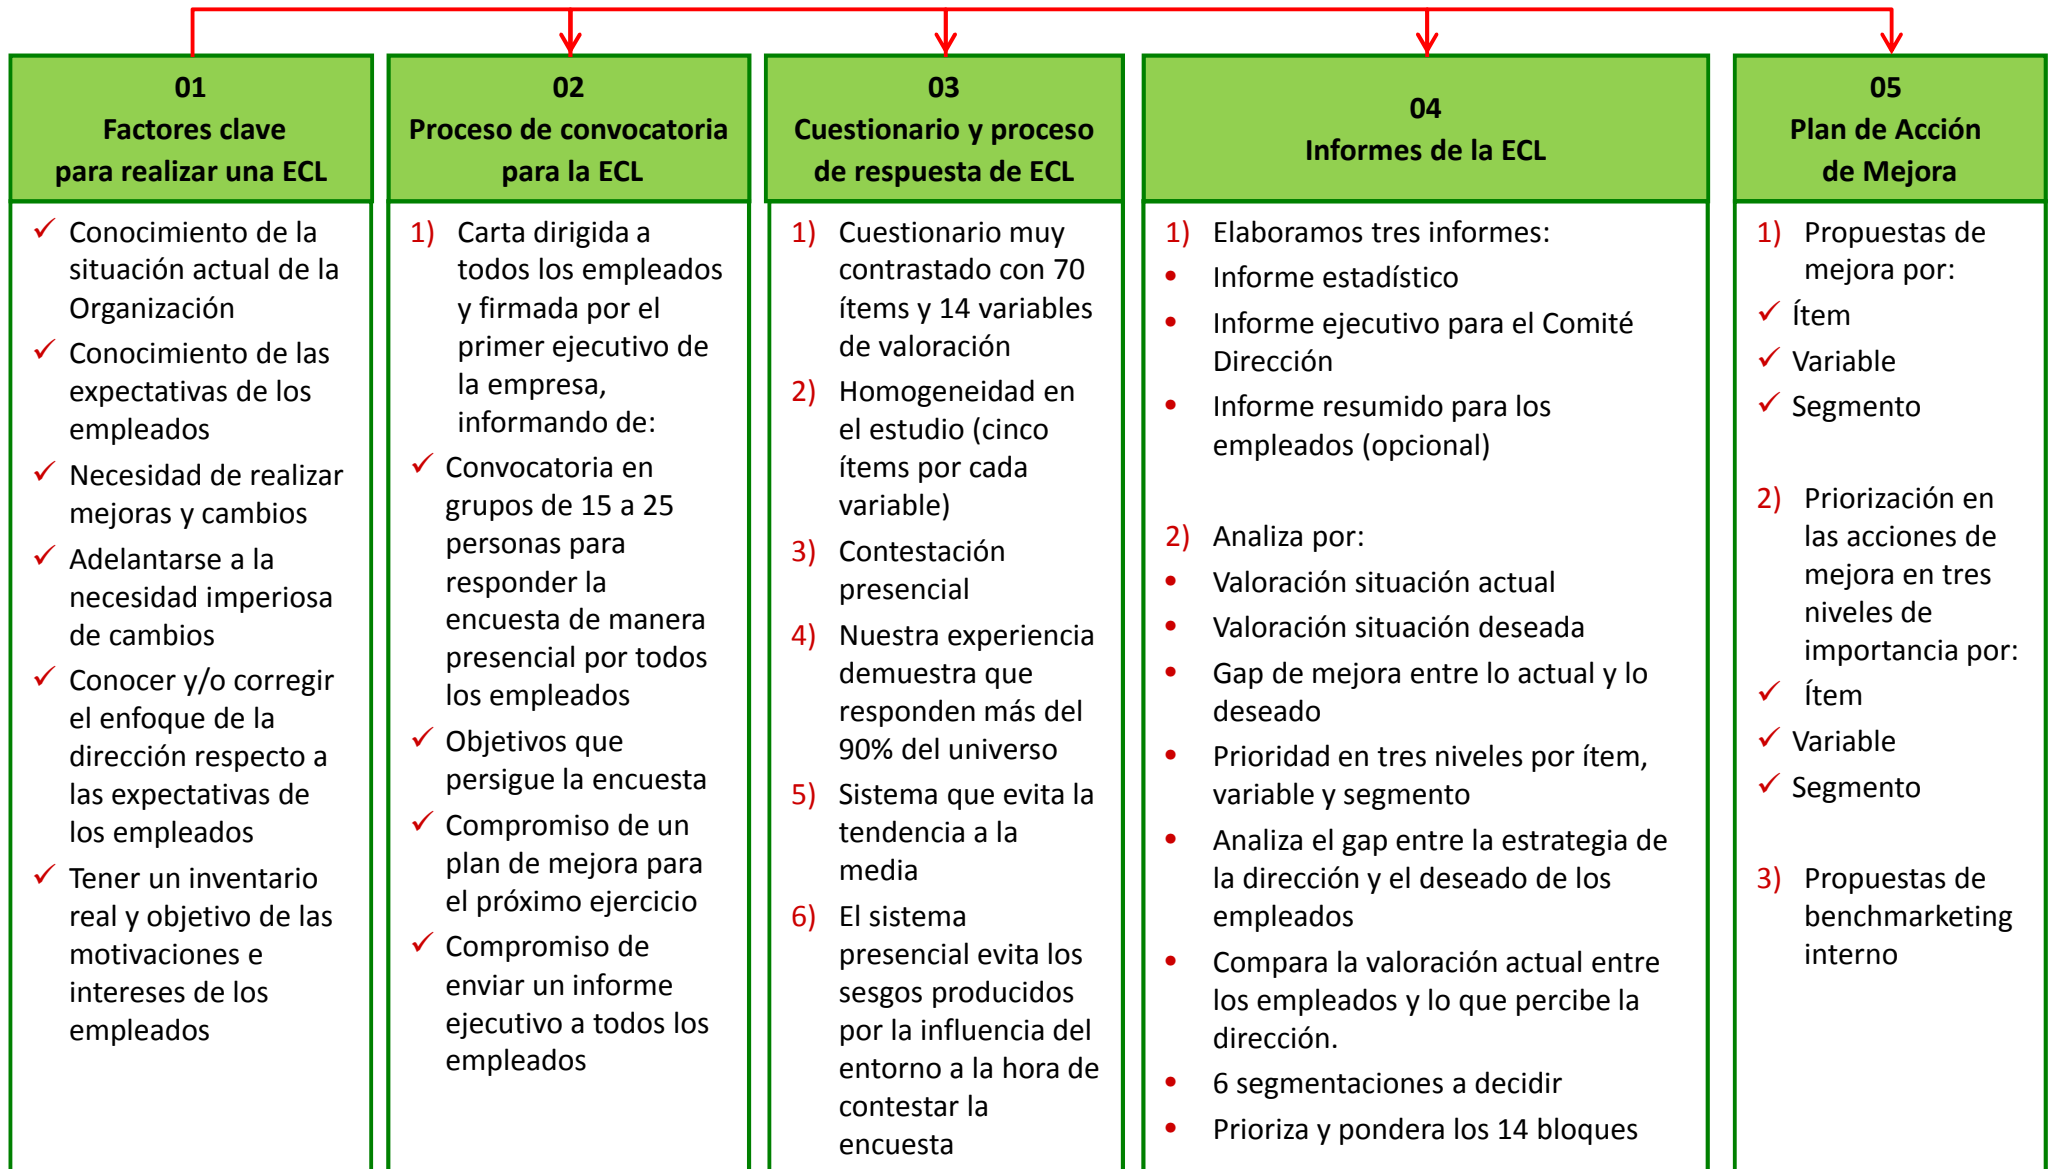 01
Factores clave
para realizar una ECL
✓ Conocimiento de la
situación actual de la
Organización
✓ Conocimiento de las
expectativas de los
empleados
✓ Necesidad de realizar
mejoras y cambios
✓ Adelantarse a la
necesidad imperiosa
de cambios
✓ Conocer y/o corregir
el enfoque de la
dirección respecto a
las expectativas de
los empleados
✓ Tener un inventario
real y objetivo de las
motivaciones e
intereses de los
empleados
02
Proceso de convocatoria
para la ECL
1) Carta dirigida a
todos los empleados
y firmada por el
primer ejecutivo de
la empresa,
informando de:
✓ Convocatoria en
grupos de 15 a 25
personas para
responder la
encuesta de manera
presencial por todos
los empleados
✓ Objetivos que
persigue la encuesta
✓ Compromiso de un
plan de mejora para
el próximo ejercicio
✓ Compromiso de
enviar un informe
ejecutivo a todos los
empleados
03
Cuestionario y proceso
de respuesta de ECL
1) Cuestionario muy
contrastado con 70
ítems y 14 variables
de valoración
2) Homogeneidad en
el estudio (cinco
ítems por cada
variable)
3) Contestación
presencial
4) Nuestra experiencia
demuestra que
responden más del
90% del universo
5) Sistema que evita la
tendencia a la
media
6) El sistema
presencial evita los
sesgos producidos
por la influencia del
entorno a la hora de
contestar la
encuesta
04
Informes de la ECL
1) Elaboramos tres informes:
• Informe estadístico
• Informe ejecutivo para el Comité
Dirección
• Informe resumido para los
empleados (opcional)
2) Analiza por:
• Valoración situación actual
• Valoración situación deseada
• Gap de mejora entre lo actual y lo
deseado
• Prioridad en tres niveles por ítem,
variable y segmento
• Analiza el gap entre la estrategia de
la dirección y el deseado de los
empleados
• Compara la valoración actual entre
los empleados y lo que percibe la
dirección.
• 6 segmentaciones a decidir
• Prioriza y pondera los 14 bloques
05
Plan de Acción
de Mejora
1) Propuestas de
mejora por:
✓ Ítem
✓ Variable
✓ Segmento
2) Priorización en
las acciones de
mejora en tres
niveles de
importancia por:
✓ Ítem
✓ Variable
✓ Segmento
3) Propuestas de
benchmarketing
interno